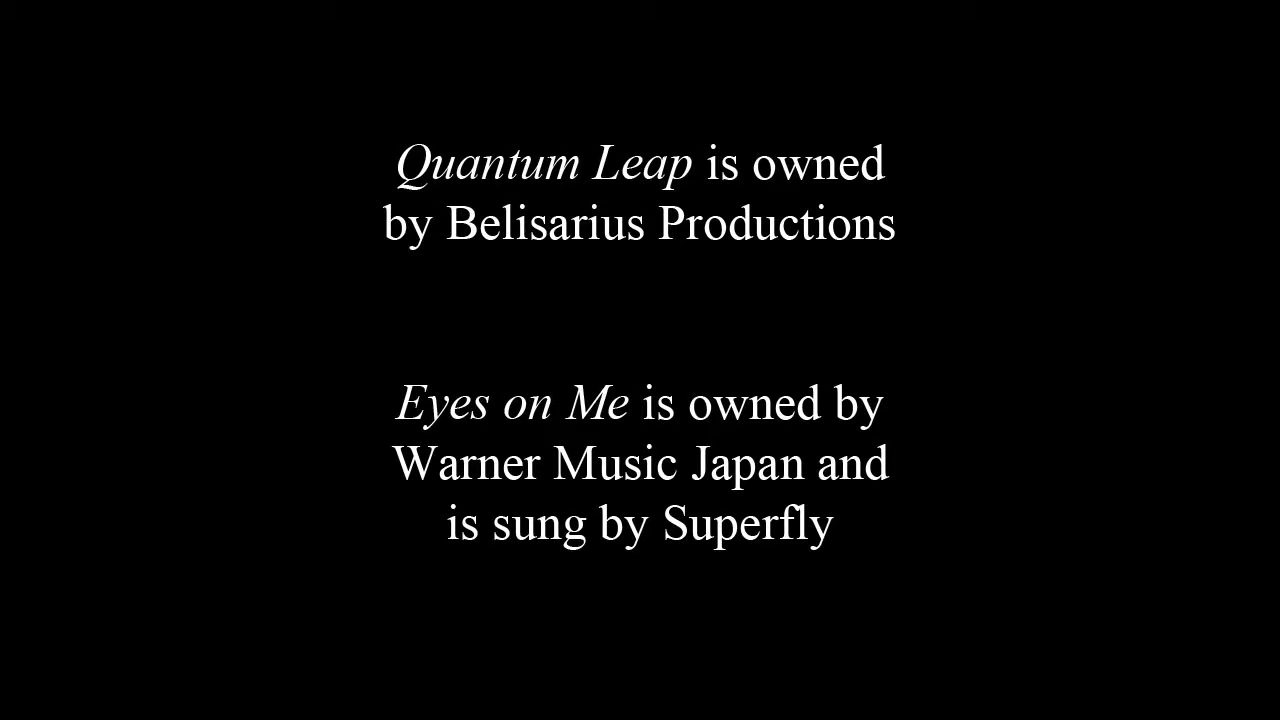 Quantum Leap is owned
by Belisarius Productions
Eyes on Me is owned by
Warner Music Japan and
is sung by Superfly